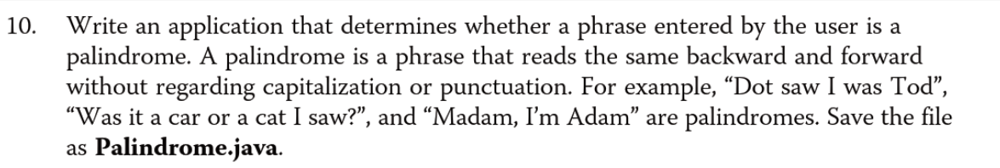 10. Write an application that determines whether a phrase entered by the user is a
palindrome. A palindrome is a phrase that reads the same backward and forward
without regarding capitalization or punctuation. For example, “Dot saw I was Tod”,
“Was it a car or a cat I saw?”, and “Madam, I’m Adam” are palindromes. Save the file
as Palindrome.java.